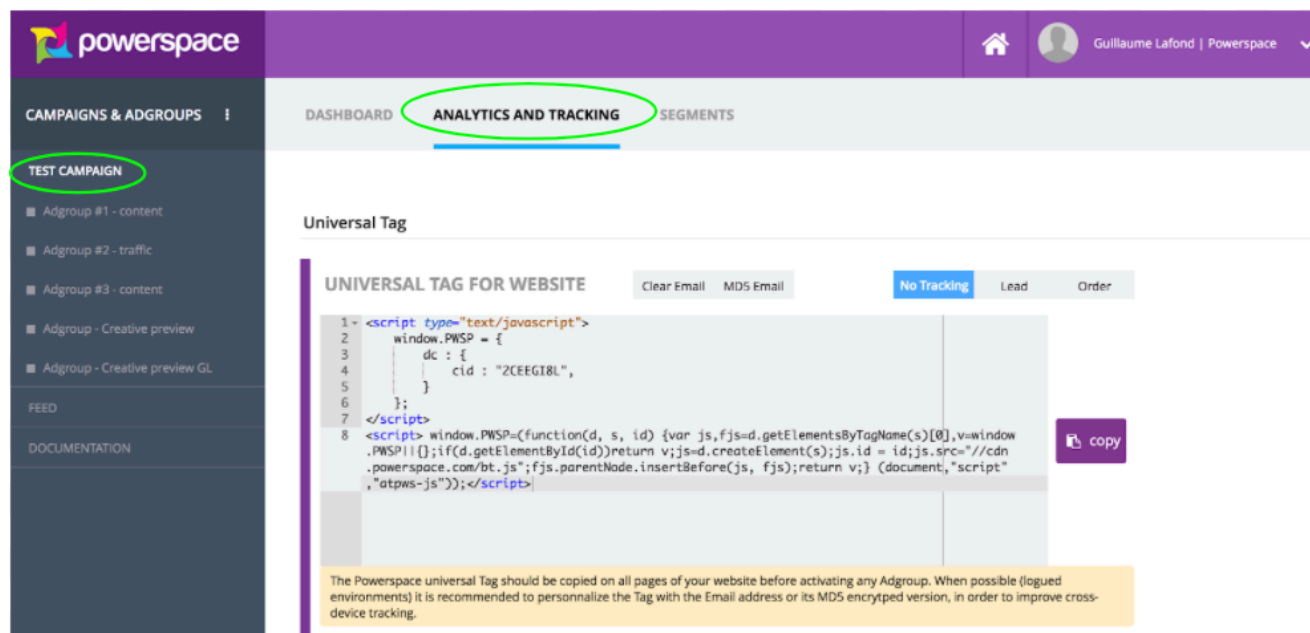 powerspace
Guillaume Lafond | Powerspace
CAMPAIGNS & ADGROUPS
DASHBOARD ANALYTICS AND TRACKING SEGMENTS
TEST CAMPAIGN
Adgroup #1 - content
Adgroup #2 - traffic
Adgroup #3 - content
Adgroup - Creative preview
Adgroup - Creative preview GL
FEED
DOCUMENTATION
Universal Tag
UNIVERSAL TAG FOR WEBSITE Clear Email MD5 Email No Tracking Lead Order
1 <script type="text/javascript">
2 window.PWSP = {
3 dc : {
4 cid : "2CEEGI8L",
5 }
6 };
7 </script>
8 <script> window.PWSP=(function(d, s, id) {var js,fjs=d.getElementsByTagName(s)[0],v=window
.PWSP||{};if(d.getElementById(id))return v;js=d.createElement(s);js.id = id;js.src="//cdn
.powerspace.com/bt.js";fjs.parentNode.insertBefore(js, fjs);return v;} (document,"script"
,"atpws-js"));</script>
copy
The Powerspace universal Tag should be copied on all pages of your website before activating any Adgroup. When possible (logued
environments) it is recommended to personnalize the Tag with the Email address or its MD5 encrytped version, in order to improve cross-
device tracking.